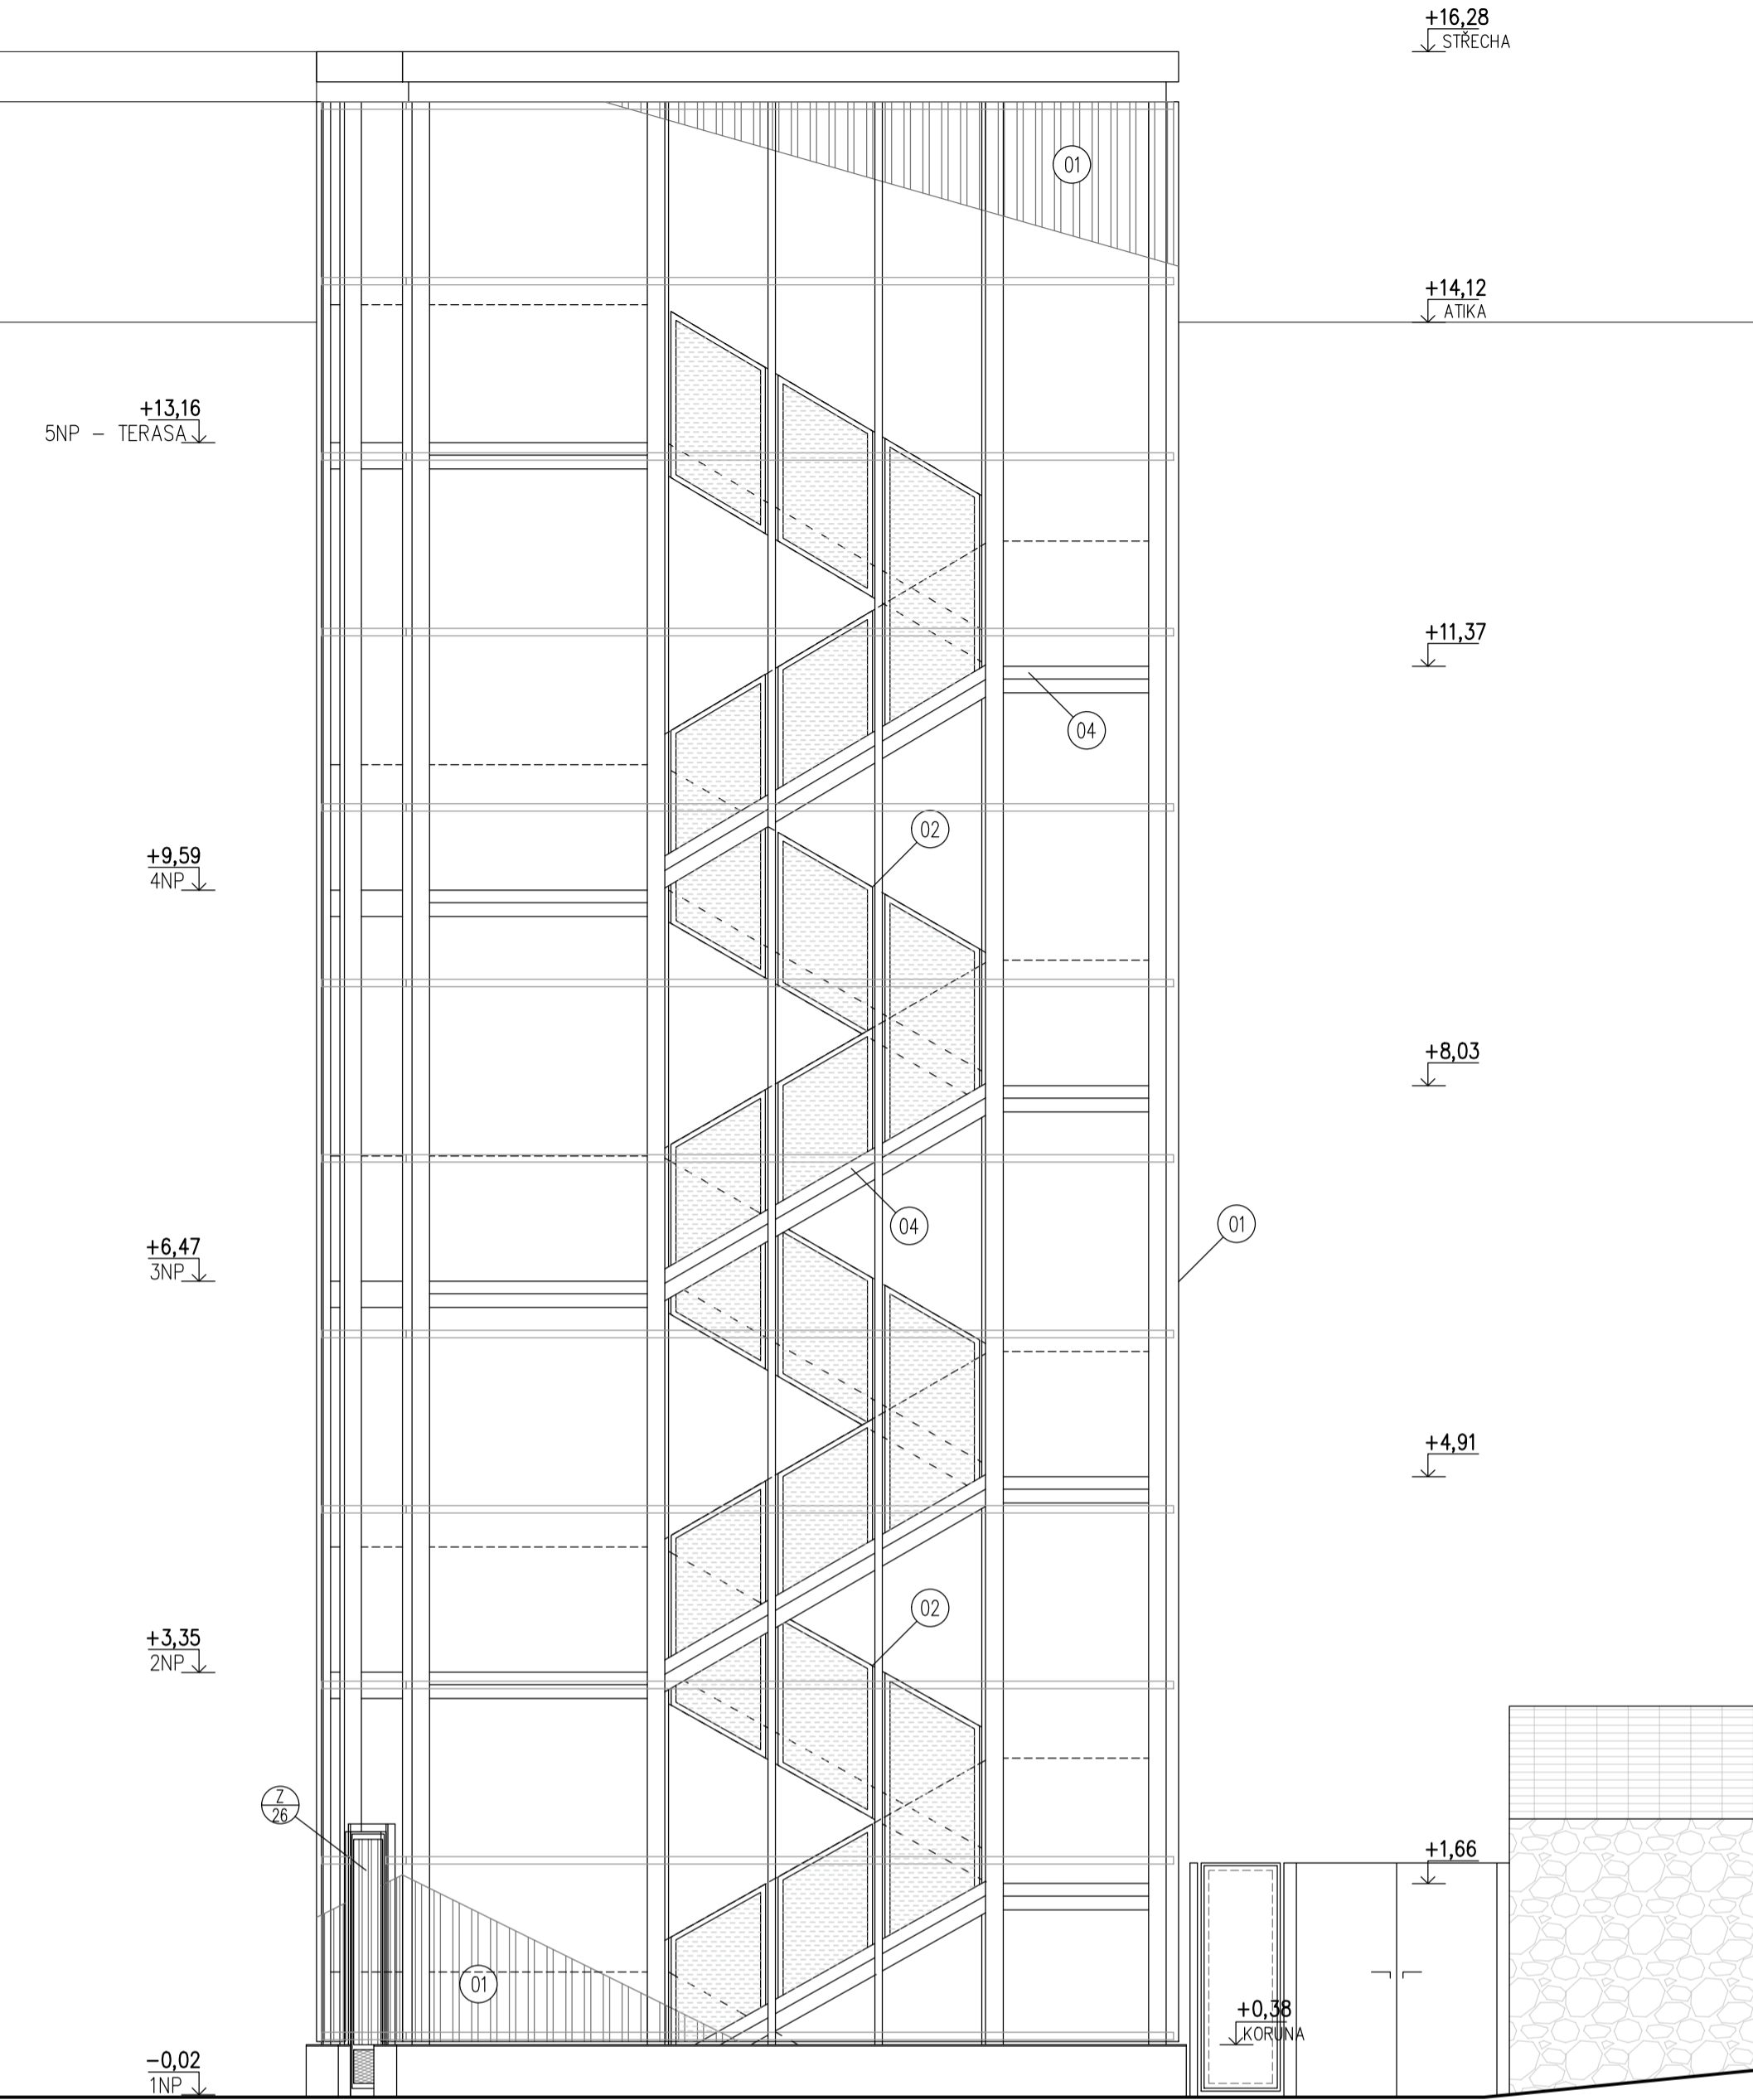 +16,28
STŘECHA
01
+14,12
ATIKA
+13,16
5NP – TERASA
+11,37
04
02
+9,59
4NP
+8,03
04
01
+6,47
3NP
+4,91
02
+3,35
2NP
Z
26
+1,66
01
+0,38
KORUNA
−0,02
1NP